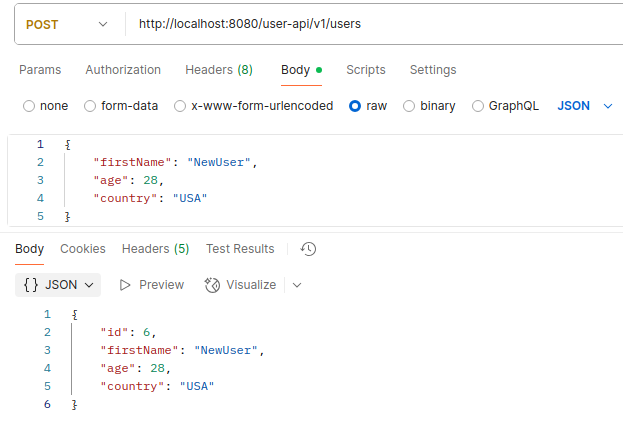 POST http://localhost:8080/user-api/v1/users
Params Authorization Headers (8) Body Scripts Settings
none form-data x-www-form-urlencoded raw binary GraphQL JSON
1 {
2 "firstName": "NewUser",
3 "age": 28,
4 "country": "USA"
5 }
Body Cookies Headers (5) Test Results
{} JSON Preview Visualize
1 {
2 "id": 6,
3 "firstName": "NewUser",
4 "age": 28,
5 "country": "USA"
6 }